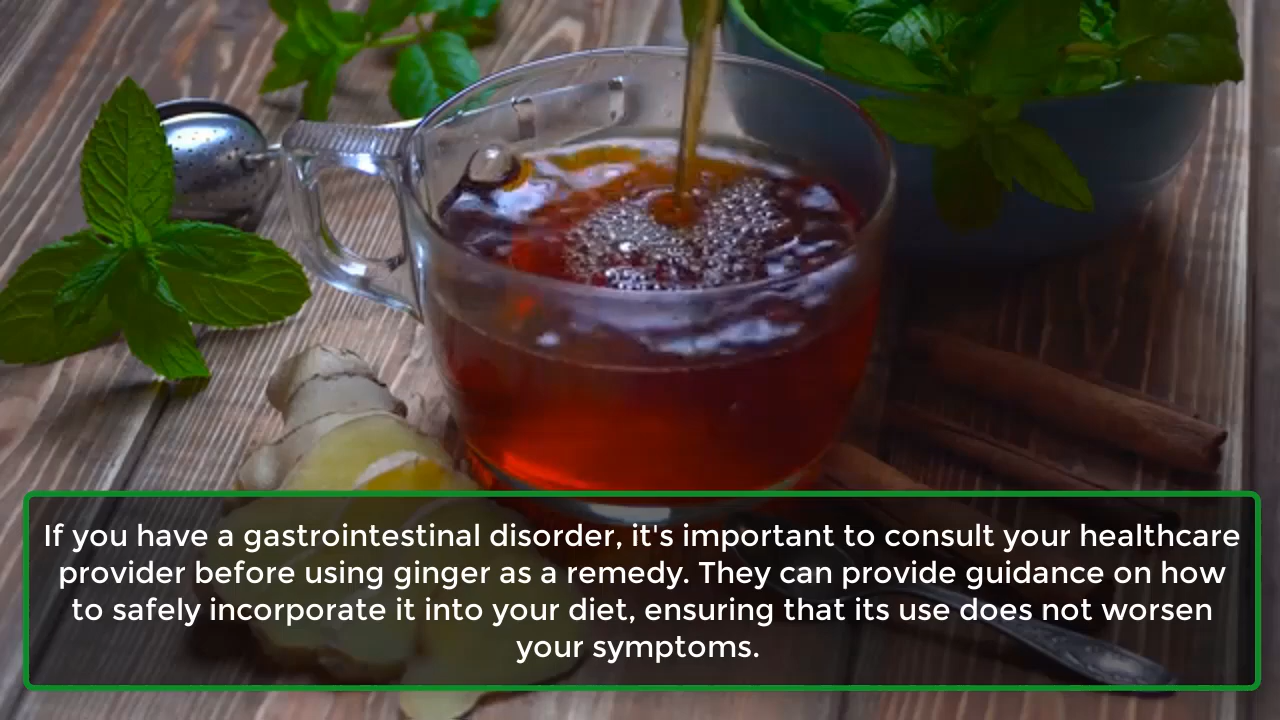 If you have a gastrointestinal disorder, it's important to consult your healthcare
provider before using ginger as a remedy. They can provide guidance on how
to safely incorporate it into your diet, ensuring that its use does not worsen
your symptoms.